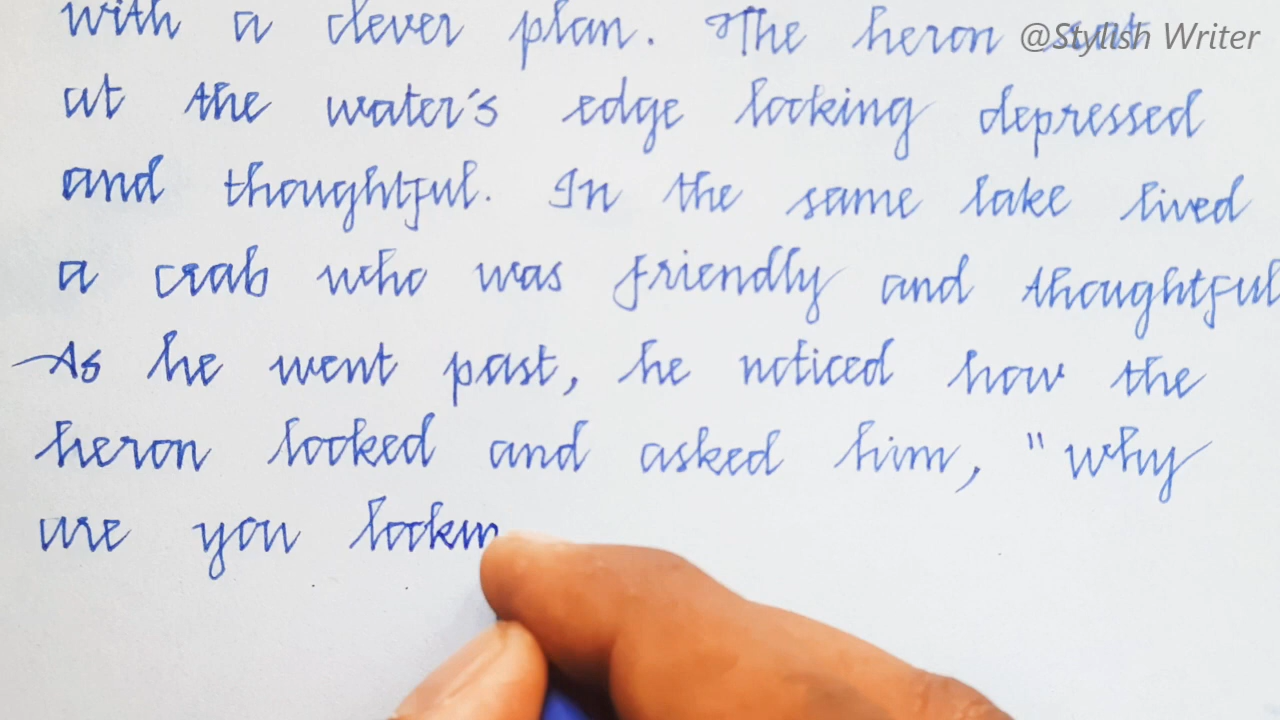 with a clever plan. The heron sat
@Stylish Writer
at the water's edge looking depressed
and thoughtful. In the same lake lived
a crab who was friendly and thoughtful
As he went past, he noticed how the
heron looked and asked him, "why
are you lookin